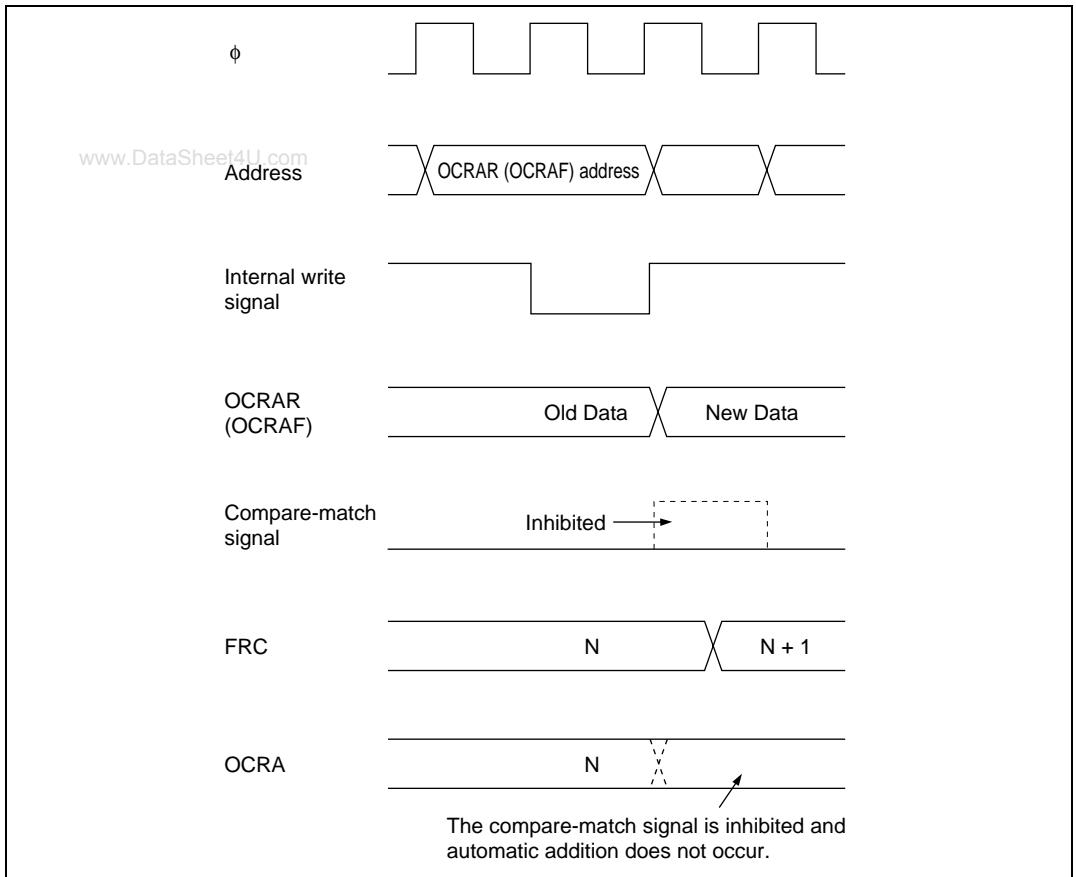 ϕ
www.DataSheet4U.com
Address
OCRAR (OCRAF) address
Internal write
signal
OCRAR
(OCRAF)
Old Data
New Data
Compare-match
signal
Inhibited
FRC
N
N + 1
OCRA
N
The compare-match signal is inhibited and
automatic addition does not occur.